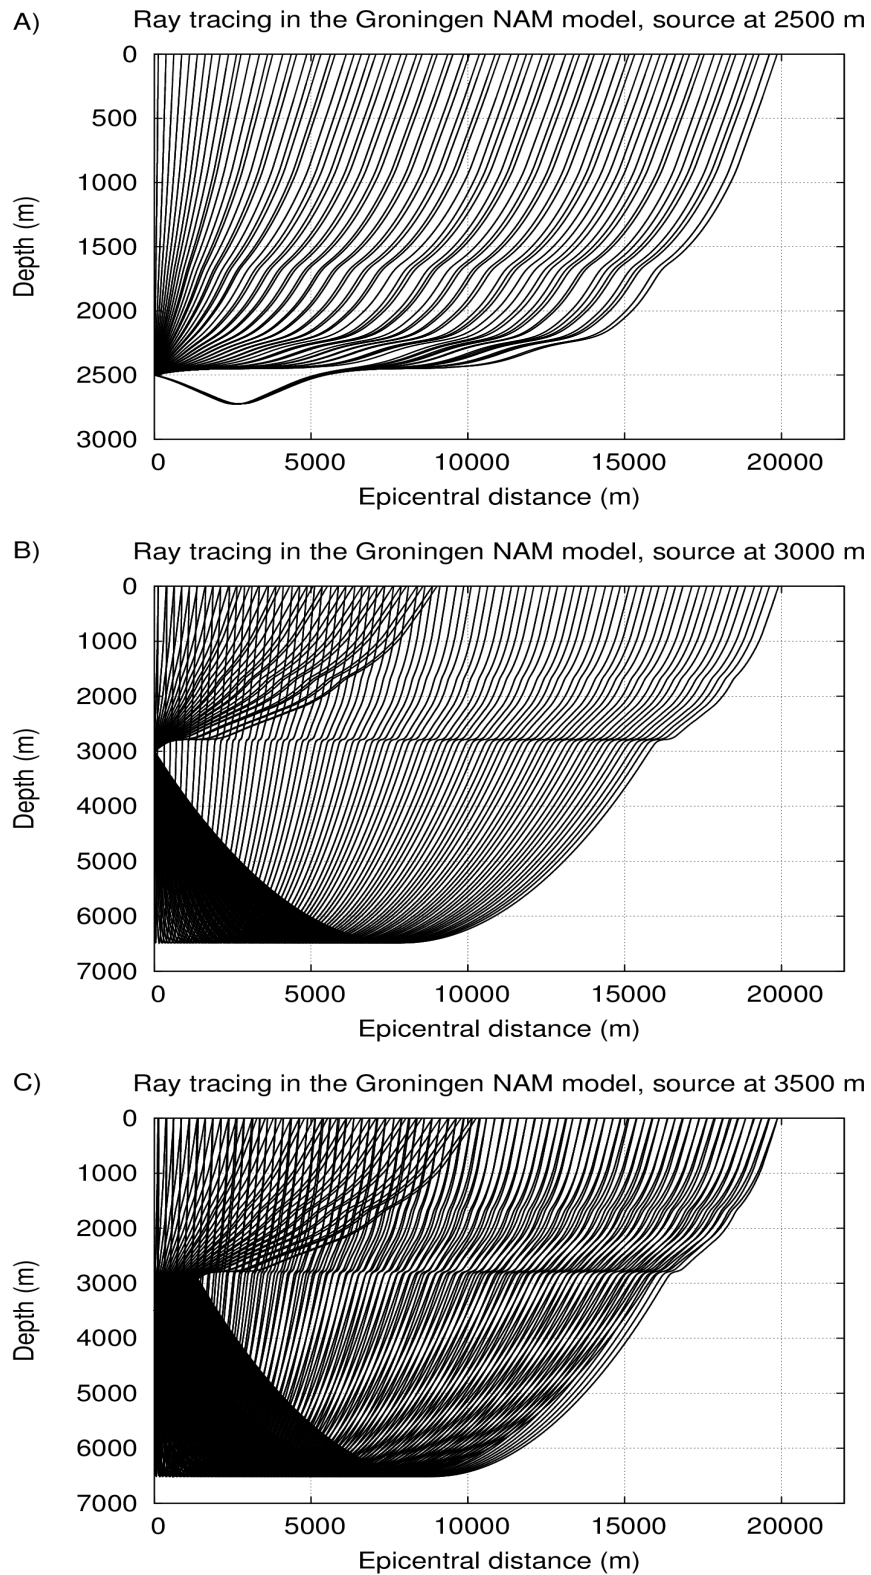 A) Ray tracing in the Groningen NAM model, source at 2500 m
0
500
1000
1500
2000
2500
3000
Depth (m)
0 5000 10000 15000 20000
Epicentral distance (m)
B) Ray tracing in the Groningen NAM model, source at 3000 m
0
1000
2000
3000
4000
5000
6000
7000
Depth (m)
0 5000 10000 15000 20000
Epicentral distance (m)
C) Ray tracing in the Groningen NAM model, source at 3500 m
0
1000
2000
3000
4000
5000
6000
7000
Depth (m)
0 5000 10000 15000 20000
Epicentral distance (m)